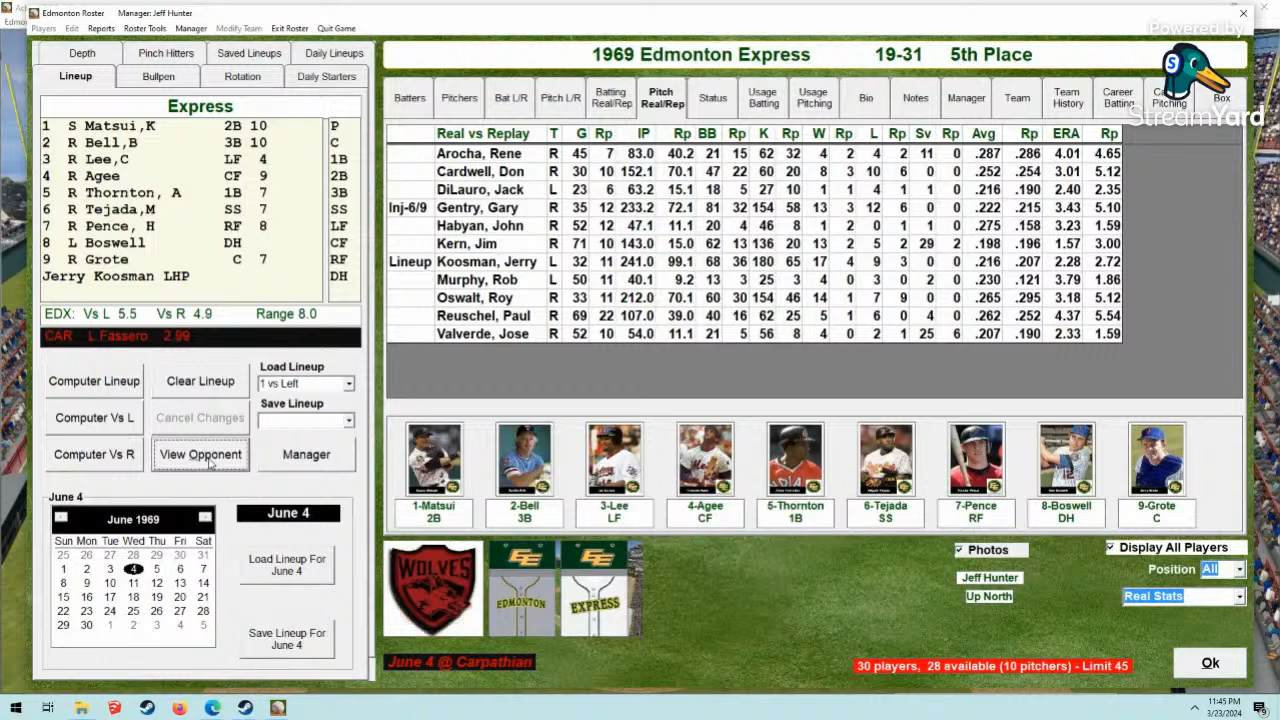 Edmonton Roster Manager: Jeff Hunter
Players Edit Reports Roster Tools Manager Modify Team Exit Roster Quit Game
Powered by
StreamYard
Depth Pinch Hitters Saved Lineups Daily Lineups
Lineup Bullpen Rotation Daily Starters
Express
1 S Matsui,K 2B 10 P
2 R Bell,B 3B 10 C
3 R Lee,C LF 4 1B
4 R Agee CF 9 2B
5 R Thornton, A 1B 7 3B
6 R Tejada,M SS 7 SS
7 R Pence, H RF 8 LF
8 L Boswell DH CF
9 R Grote C 7 RF
Jerry Koosman LHP DH
EDX: Vs L 5.5 Vs R 4.9 Range 8.0
CAR L Fassero 2.99
Computer Lineup Clear Lineup Load Lineup
1 vs Left
Computer Vs L Cancel Changes Save Lineup
Computer Vs R View Opponent Manager
June 4
June 1969
Sun Mon Tue Wed Thu Fri Sat
25 26 27 28 29 30 31
1 2 3 4 5 6 7
8 9 10 11 12 13 14
15 16 17 18 19 20 21
22 23 24 25 26 27 28
29 30 1 2 3 4 5
June 4
Load Lineup For
June 4
Save Lineup For
June 4
1969 Edmonton Express 19-31 5th Place
Batters Pitchers Bat L/R Pitch L/R Batting Real/Rep Pitch Real/Rep Status Usage Batting Usage Pitching Bio Notes Manager Team Team History Career Batting Pitching Box
Real vs Replay T G Rp IP Rp BB Rp K Rp W Rp L Rp Sv Rp Avg Rp ERA Rp
Arocha, Rene R 45 7 83.0 40.2 21 15 62 32 4 2 4 2 11 0 .287 .286 4.01 4.65
Cardwell, Don R 30 10 152.1 70.1 47 22 60 20 8 3 10 6 0 0 .252 .254 3.01 5.12
DiLauro, Jack L 23 6 63.2 15.1 18 5 27 10 1 1 4 1 1 0 .216 .190 2.40 2.35
Inj-6/9 Gentry, Gary R 35 12 233.2 72.1 81 32 154 58 13 3 12 6 0 0 .222 .215 3.43 5.10
Habyan, John R 52 12 47.1 11.1 20 4 46 8 1 2 0 1 1 0 .275 .158 3.23 1.59
Kern, Jim R 71 10 143.0 15.0 62 13 136 20 13 2 5 2 29 2 .198 .196 1.57 3.00
Lineup Koosman, Jerry L 32 11 241.0 99.1 68 36 180 65 17 4 9 3 0 0 .216 .207 2.28 2.72
Murphy, Rob L 50 11 40.1 9.2 13 3 25 3 4 0 3 0 2 0 .230 .121 3.79 1.86
Oswalt, Roy R 33 11 212.0 70.1 60 30 154 46 14 1 7 9 0 0 .265 .295 3.18 5.12
Reuschel, Paul R 69 22 107.0 39.0 40 16 62 25 5 1 6 0 4 0 .262 .252 4.37 5.54
Valverde, Jose R 52 10 54.0 11.1 21 5 56 8 4 0 2 1 25 6 .207 .190 2.33 1.59
1-Matsui
2B
2-Bell
3B
3-Lee
LF
4-Agee
CF
5-Thornton
1B
6-Tejada
SS
7-Pence
RF
8-Boswell
DH
9-Grote
C
WOLVES
EDMONTON
EXPRESS
Photos
Jeff Hunter
Up North
Display All Players
Position All
Real Stats
June 4 @ Carpathian
30 players, 28 available (10 pitchers) - Limit 45
Ok
11:45 PM
3/23/2024